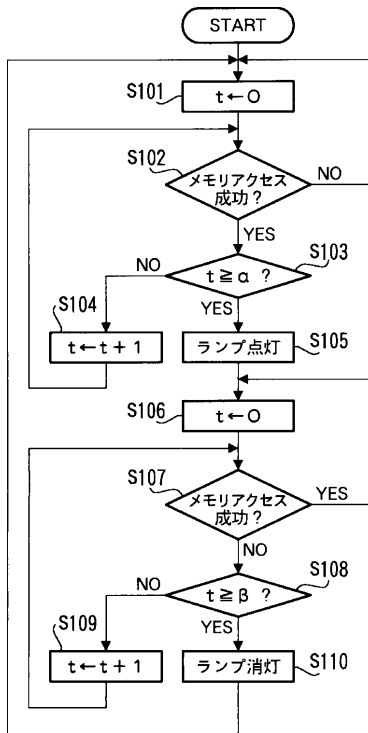 START
S101
t←0
S102
メモリアクセス
成功？
NO
YES
S103
t≧α ？
NO
YES
S104
t←t+1
ランプ点灯
S105
S106
t←0
S107
メモリアクセス
成功？
YES
NO
S108
t≧β ？
NO
YES
S109
t←t+1
ランプ消灯
S110